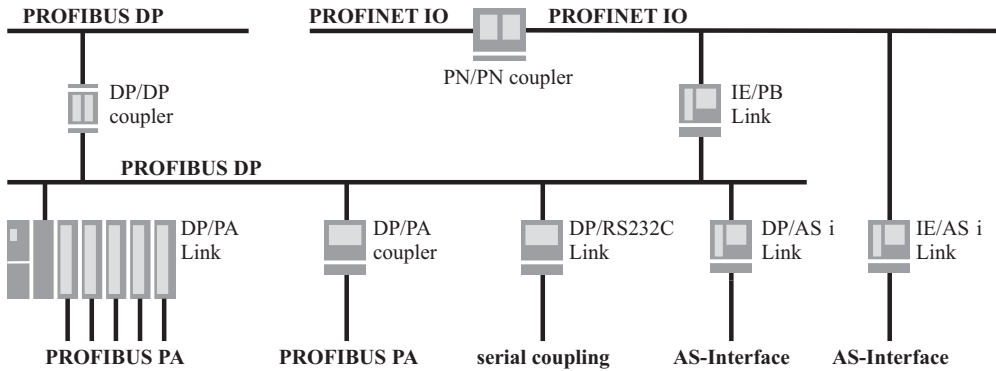 PROFIBUS DP
PROFINET IO
PROFINET IO
PN/PN coupler
DP/DP
coupler
IE/PB
Link
PROFIBUS DP
DP/PA
Link
DP/PA
coupler
DP/RS232C
Link
DP/AS i
Link
IE/AS i
Link
PROFIBUS PA
PROFIBUS PA
serial coupling
AS-Interface
AS-Interface